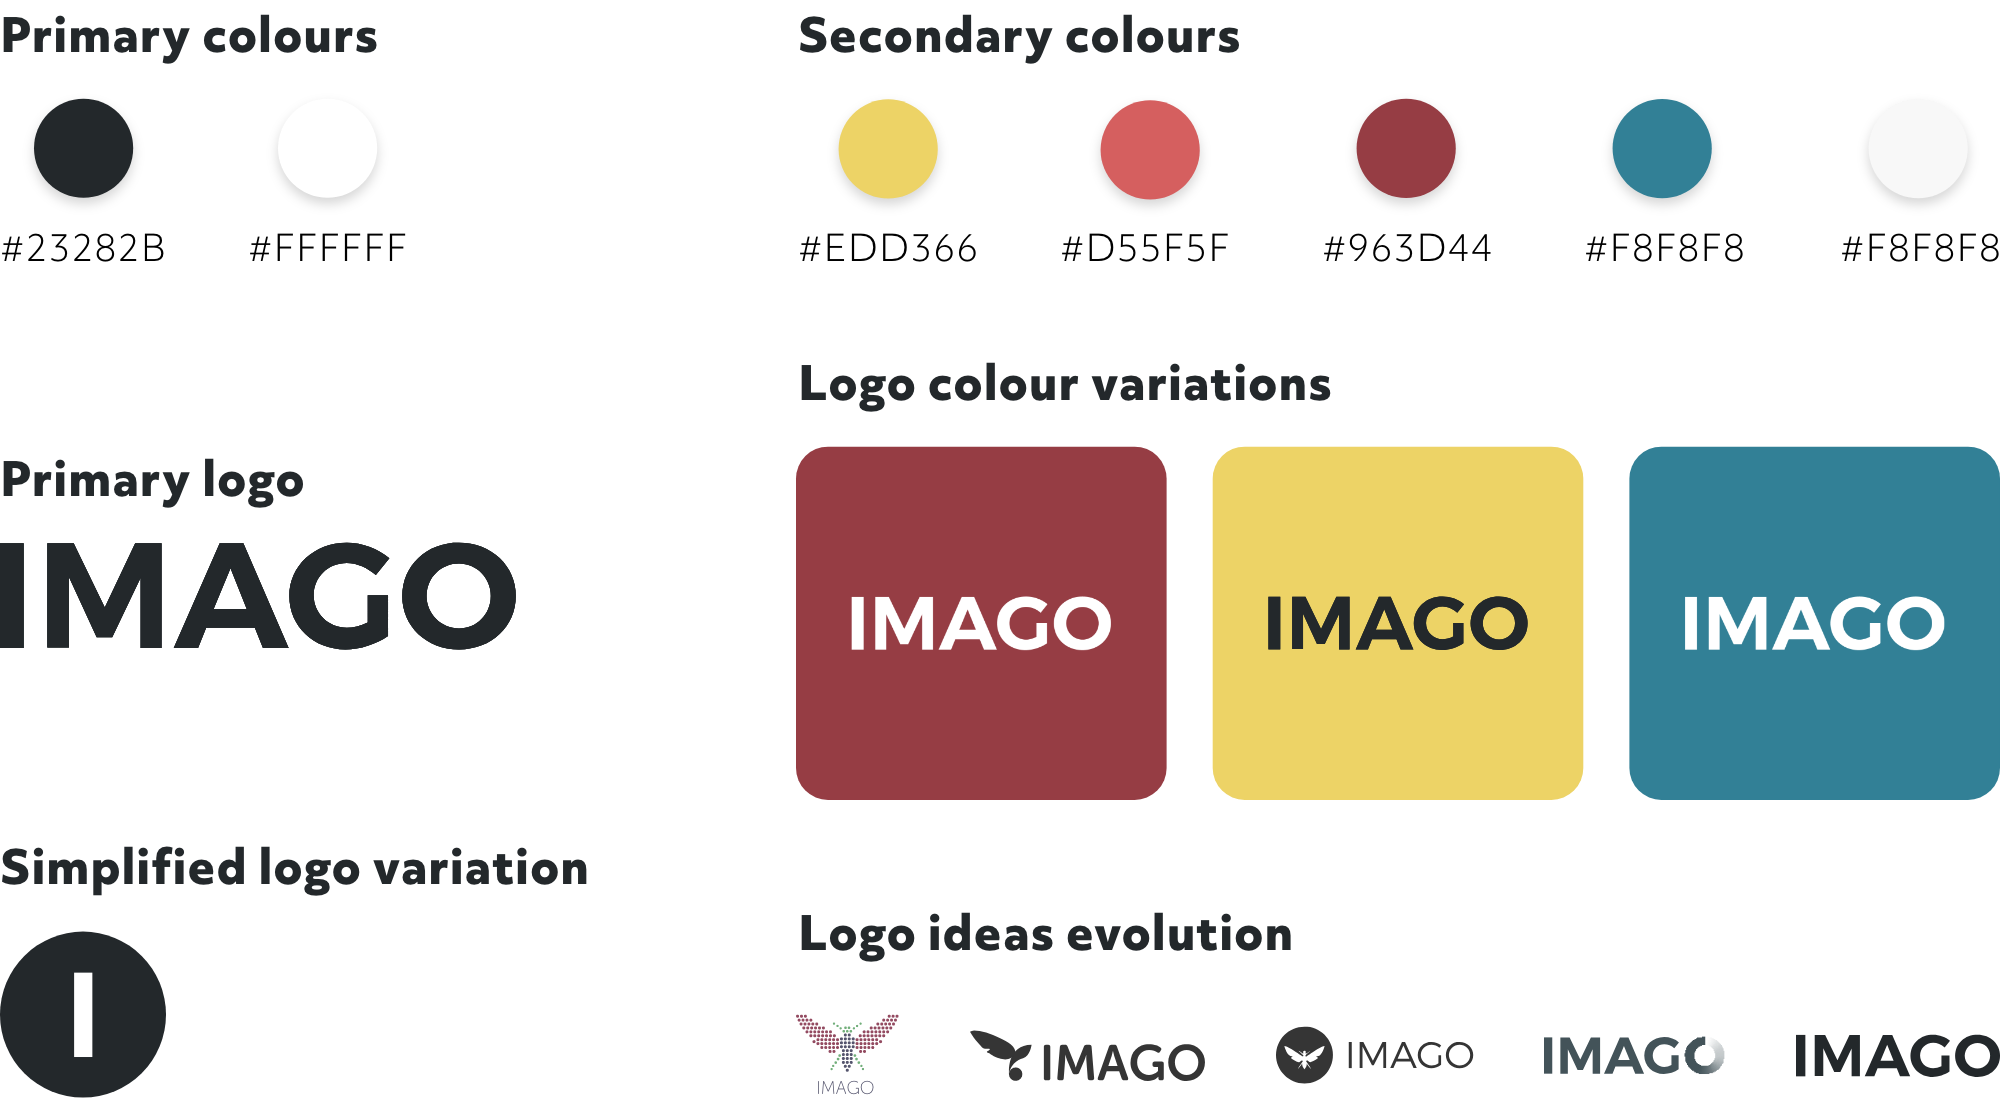 Primary colours
#23282B #FFFFFF
Secondary colours
#EDD366 #D55F5F #963D44 #F8F8F8 #F8F8F8
Primary logo
IMAGO
Logo colour variations
IMAGO IMAGO IMAGO
Simplified logo variation
I
Logo ideas evolution
IMAGO IMAGO IMAGO IMAGO IMAGO